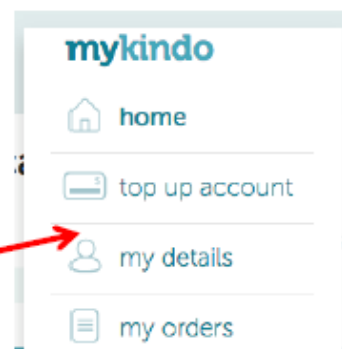 mykindo
home
top up account
my details
my orders